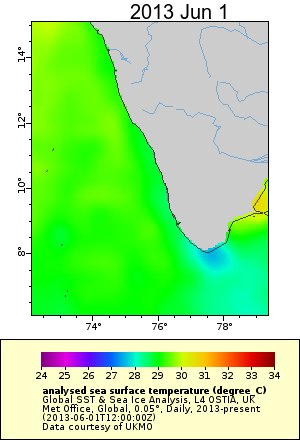 2013 Jun 1
14°
12°
10°
8°
74°
76°
78°
24 25 26 27 28 29 30 31 32 33 34
analysed sea surface temperature (degree_C)
Global SST & Sea Ice Analysis, L4 OSTIA, UK
Met Office, Global, 0.05°, Daily, 2013-present
(2013-06-01T12:00:00Z)
Data courtesy of UKMO